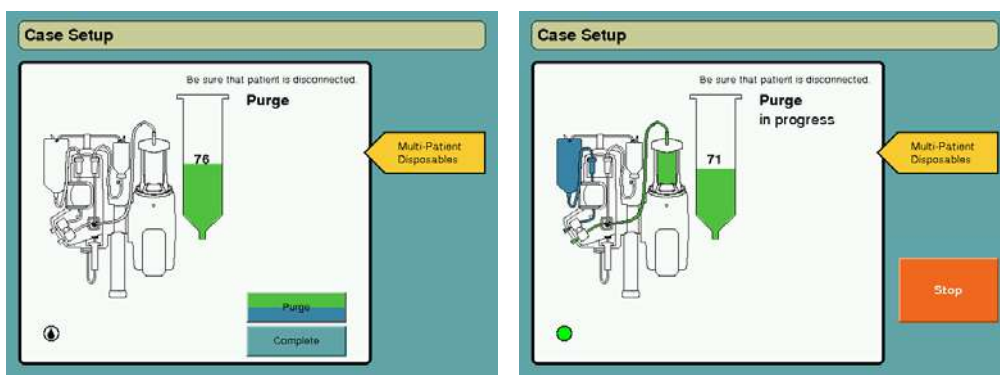 Case Setup
Be sure that patient is disconnected.
Purge
76
Multi-Patient
Disposables
Purge
Complete
Case Setup
Be sure that patient is disconnected.
Purge
in progress
71
Multi-Patient
Disposables
Stop